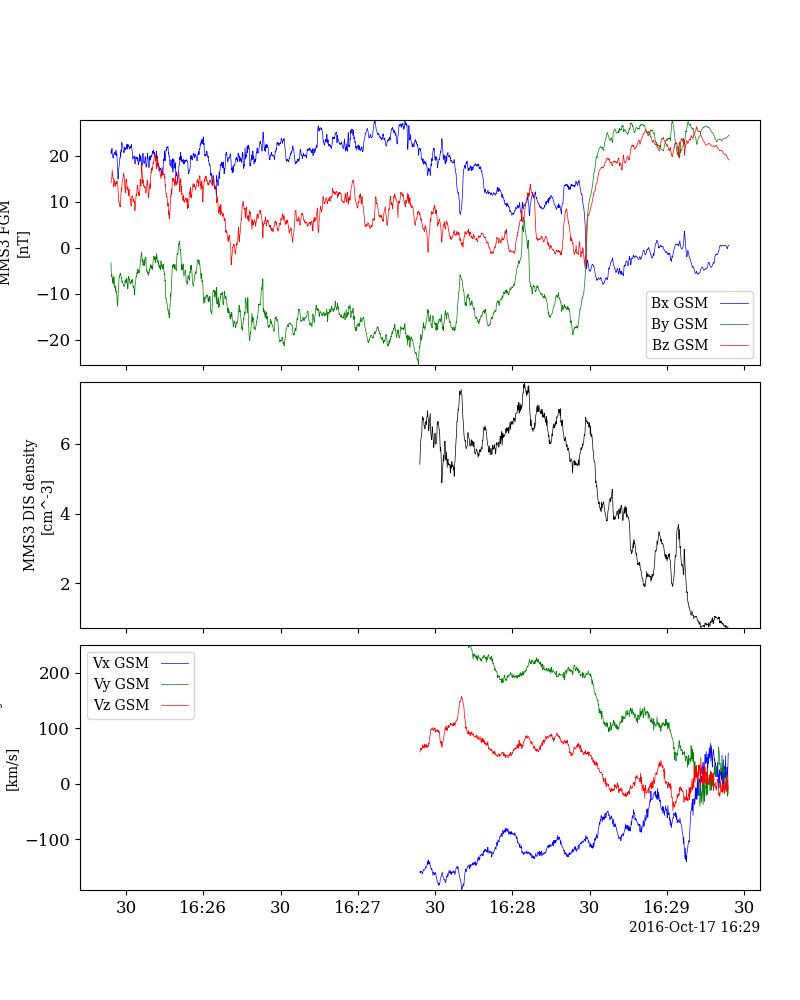 MMS3 FGM
[nT]
20
10
0
−10
−20
Bx GSM
By GSM
Bz GSM
MMS3 DIS density
[cm^-3]
6
4
2
[km/s]
200
100
0
−100
Vx GSM
Vy GSM
Vz GSM
30 16:26 30 16:27 30 16:28 30 16:29 30
2016-Oct-17 16:29